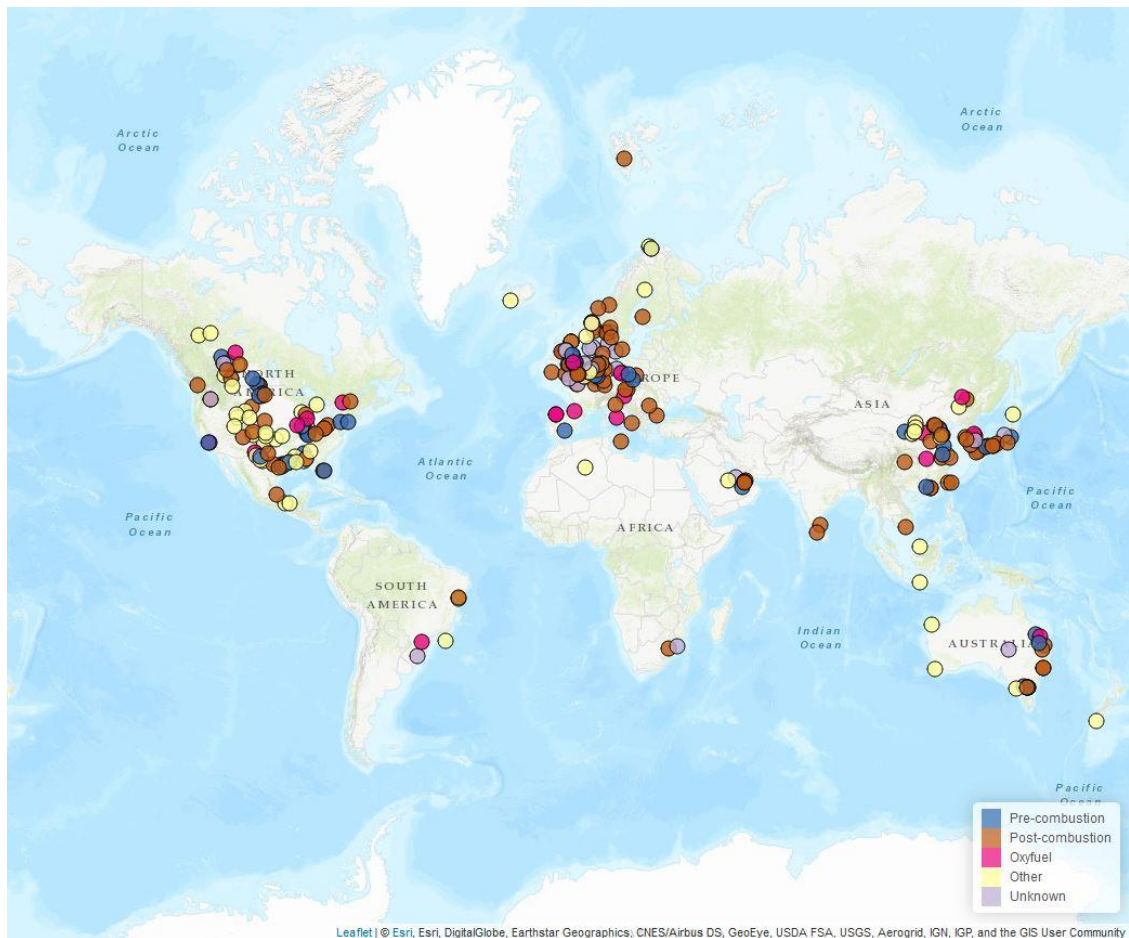 Arctic
Ocean
Arctic
Ocean
NORTH
AMERICA
EUROPE
ASIA
Atlantic
Ocean
Pacific
Ocean
Pacific
Ocean
AFRICA
SOUTH
AMERICA
Indian
Ocean
AUSTRALIA
Pacific
Ocean
Pre-combustion
Post-combustion
Oxyfuel
Other
Unknown
Leaflet | © Esri, Esri, DigitalGlobe, Earthstar Geographics, CNES/Airbus DS, GeoEye, USDA FSA, USGS, Aerogrid, IGN, IGP, and the GIS User Community